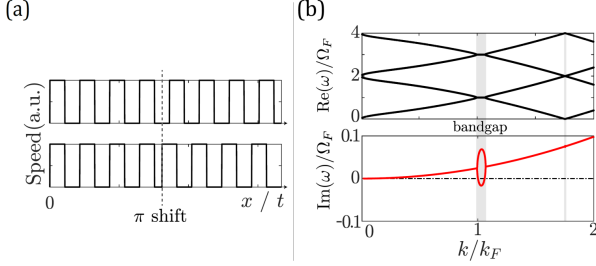 (a)
Speed(a.u.)
0
π shift
x / t
(b)
Re(ω)/Ω_F
4
2
0
bandgap
Im(ω)/Ω_F
0.1
0
-0.1
0
1
2
k/k_F